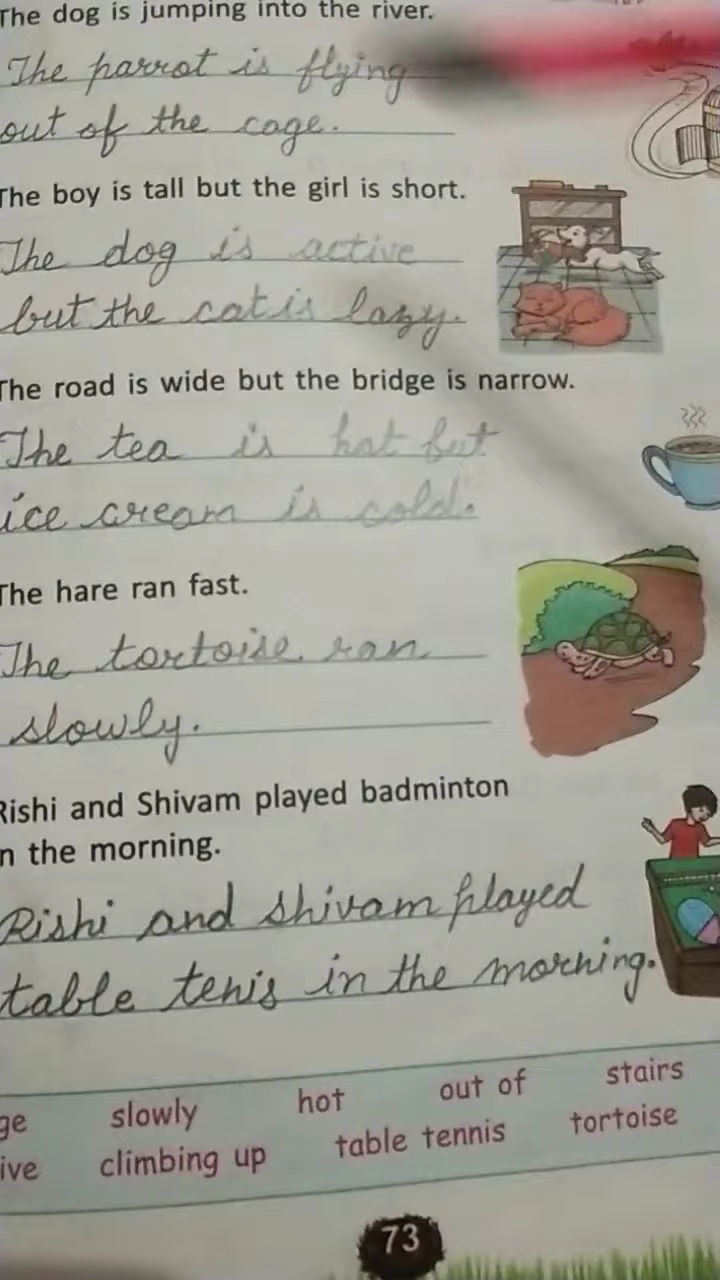 The dog is jumping into the river.
The parrot is flying
out of the cage.
The boy is tall but the girl is short.
The dog is active
but the cat is lazy.
The road is wide but the bridge is narrow.
The tea is hot but
ice cream is cold.
The hare ran fast.
The tortoise ran
slowly.
Rishi and Shivam played badminton
in the morning.
Rishi and Shivam played
table tenis in the morning.
ge slowly hot out of stairs
ive climbing up table tennis tortoise
73